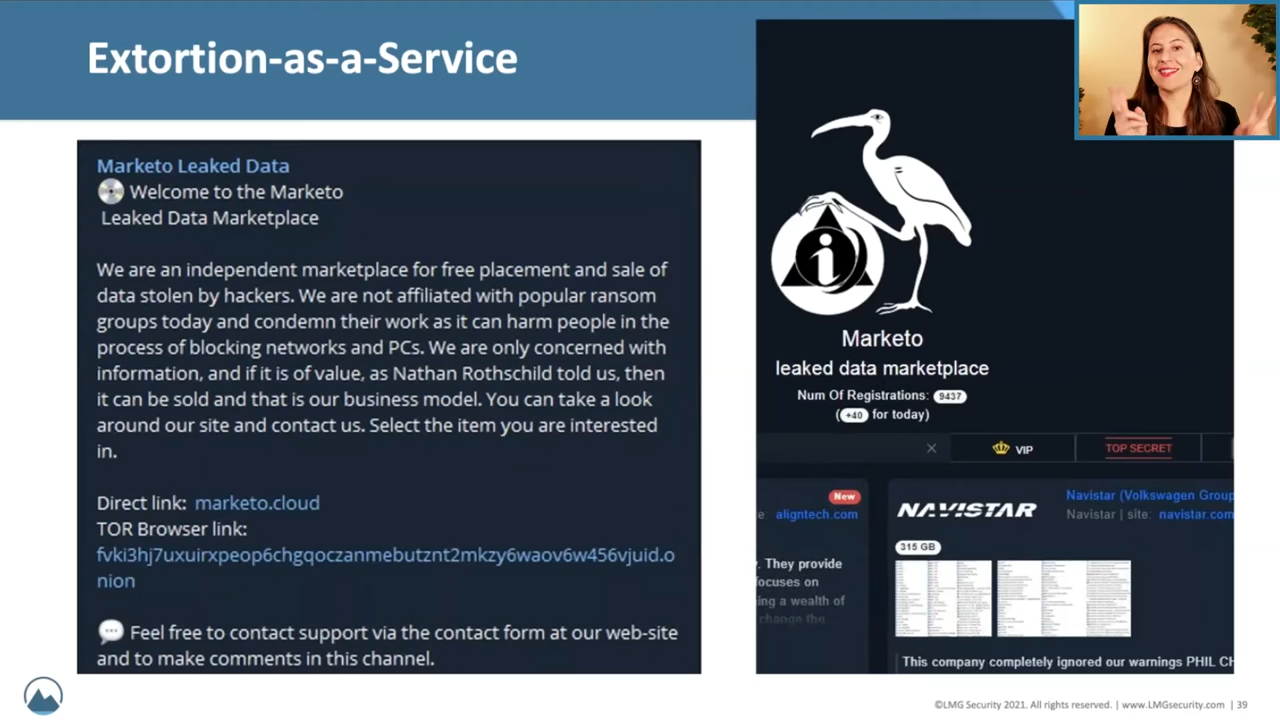 Extortion-as-a-Service
Marketo Leaked Data
Welcome to the Marketo
Leaked Data Marketplace
We are an independent marketplace for free placement and sale of
data stolen by hackers. We are not affiliated with popular ransom
groups today and condemn their work as it can harm people in the
process of blocking networks and PCs. We are only concerned with
information, and if it is of value, as Nathan Rothschild told us, then
it can be sold and that is our business model. You can take a look
around our site and contact us. Select the item you are interested
in.
Direct link: marketo.cloud
TOR Browser link:
fvki3hj7uxuirxpeop6chgqoczanmebutznt2mkzy6waov6w456vjuid.o
nion
Feel free to contact support via the contact form at our web-site
and to make comments in this channel.
i
Marketo
leaked data marketplace
Num Of Registrations: 9437
(+40 for today)
VIP
TOP SECRET
New
e: aligntech.com
y. They provide
focuses on
ing a wealth of
change the
NAVISTAR
Navistar (Volkswagen Group
Navistar | site: navistar.com
315 GB
This company completely ignored our warnings PHIL CH
©LMG Security 2021. All rights reserved. | www.LMGsecurity.com | 39